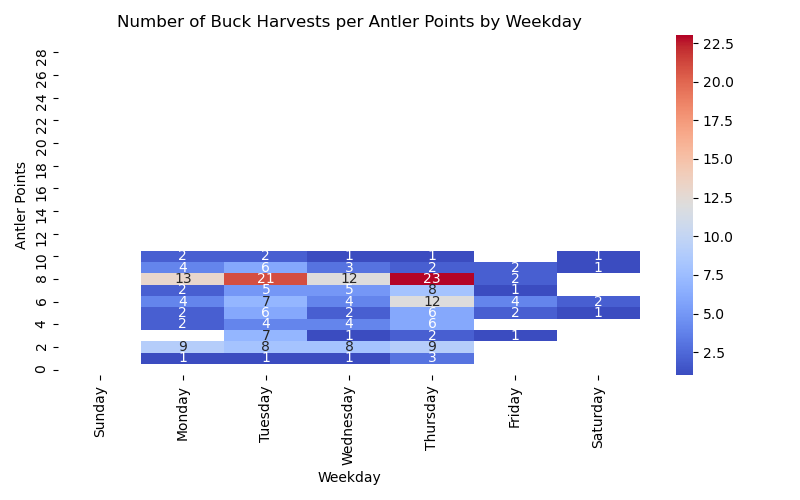 Number of Buck Harvests per Antler Points by Weekday
Antler Points
28
26
24
22
20
18
16
14
12
10
8
6
4
2
0
2 2 1 1 1
4 6 3 2 2 1
13 21 12 23 2
2 5 5 8 1
4 7 4 12 4 2
2 6 2 6 2 1
2 4 4 6
7 1 2 1
9 8 8 9
1 1 1 3
Sunday Monday Tuesday Wednesday Thursday Friday Saturday
Weekday
22.5
20.0
17.5
15.0
12.5
10.0
7.5
5.0
2.5